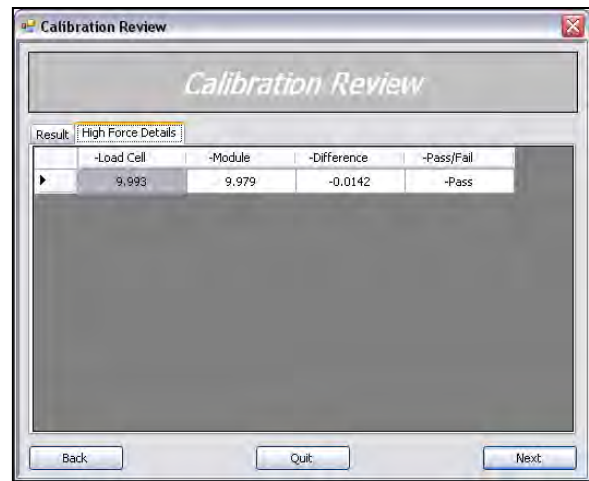 Calibration Review
Calibration Review
Result High Force Details
-Load Cell -Module -Difference -Pass/Fail
9.993 9.979 -0.0142 -Pass
Back Quit Next